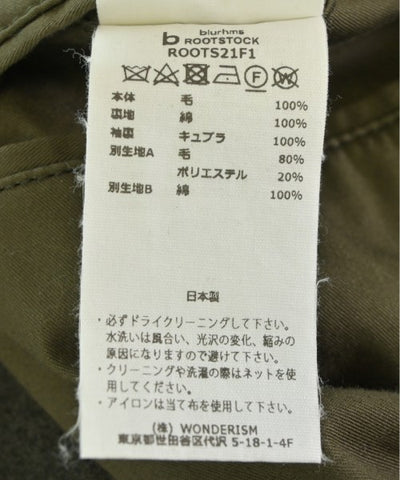 blurhms
ROOTSTOCK
ROOTS21F1
F W
本体 毛 100%
裏地 綿 100%
袖裏 キュプラ 100%
別生地A 毛 80%
ポリエステル 20%
別生地B 綿 100%
日本製
・必ずドライクリーニングして下さい。
水洗いは風合い、光沢の変化、縮みの
原因になりますので避けて下さい。
・クリーニングや洗濯の際はネットを使用
してください。
・アイロンは当て布を使用して下さい。
(株) WONDERISM
東京都世田谷区代沢 5-18-1-4F